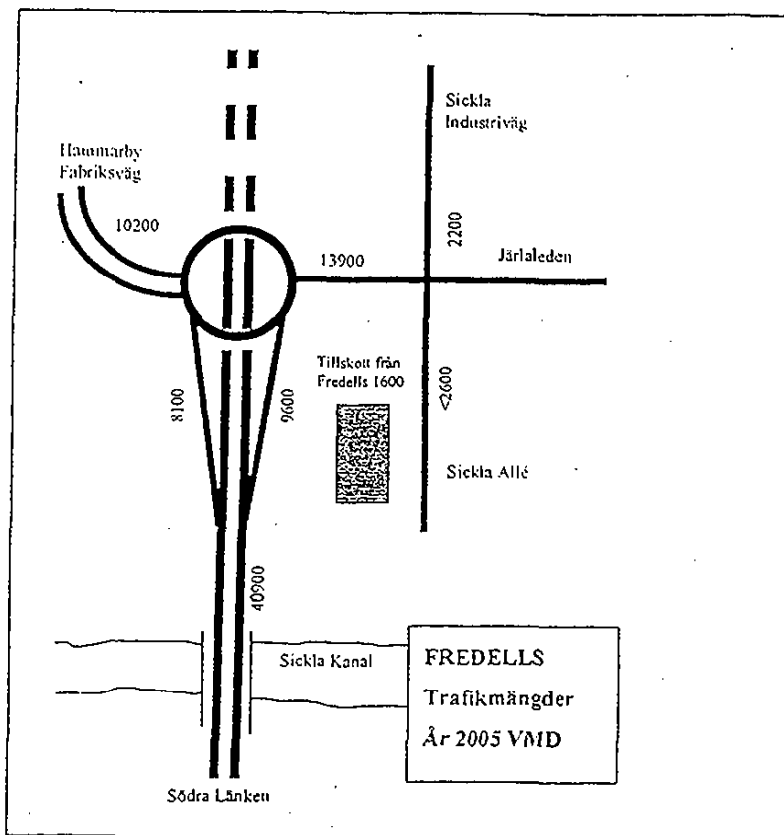 Sickla
Industriväg
Hammarby
Fabriksväg
10200
2200
13900
Järlaleden
Tillskott från
Fredells 1600
<2600
8100
9600
Sickla Allé
40900
Sickla Kanal
FREDELLS
Trafikmängder
År 2005 VMD
Södra Länken